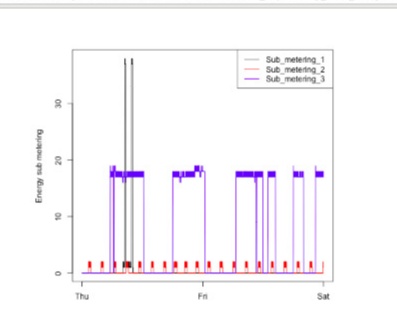 Sub_metering_1
Sub_metering_2
Sub_metering_3
Energy sub metering
30
20
10
0
Thu
Fri
Sat